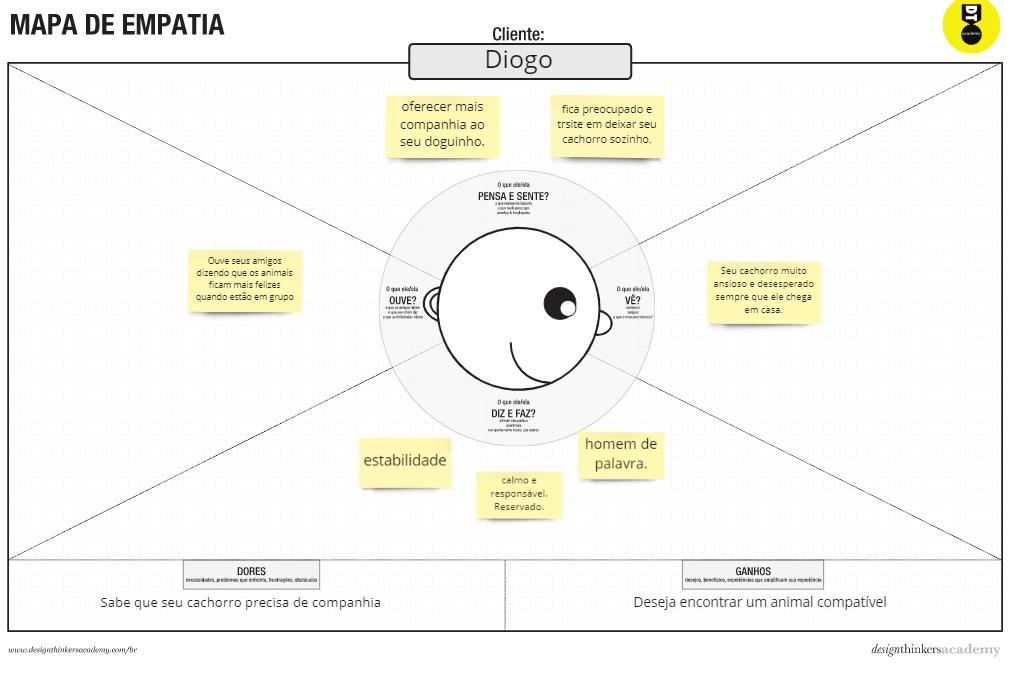 MAPA DE EMPATIA
DT
academy
Cliente:
Diogo
oferecer mais
companhia ao
seu doguinho.
fica preocupado e
trsite em deixar seu
cachorro sozinho.
O que ele/ela
PENSA E SENTE?
Ouve seus amigos
dizendo que os animais
ficam mais felizes
quando estão em grupo
O que ele/ela
OUVE?
O que ele/ela
VÊ?
Seu cachorro muito
ansioso e desesperado
sempre que ele chega
em casa.
O que ele/ela
DIZ E FAZ?
estabilidade
calmo e
responsável.
Reservado.
homem de
palavra.
DORES
necessidades, problemas que enfrenta, frustrações, obstáculos
Sabe que seu cachorro precisa de companhia
GANHOS
desejos, benefícios, experiências que amplificam sua experiência
Deseja encontrar um animal compatível
www.designthinkersacademy.com/br
designthinkersacademy